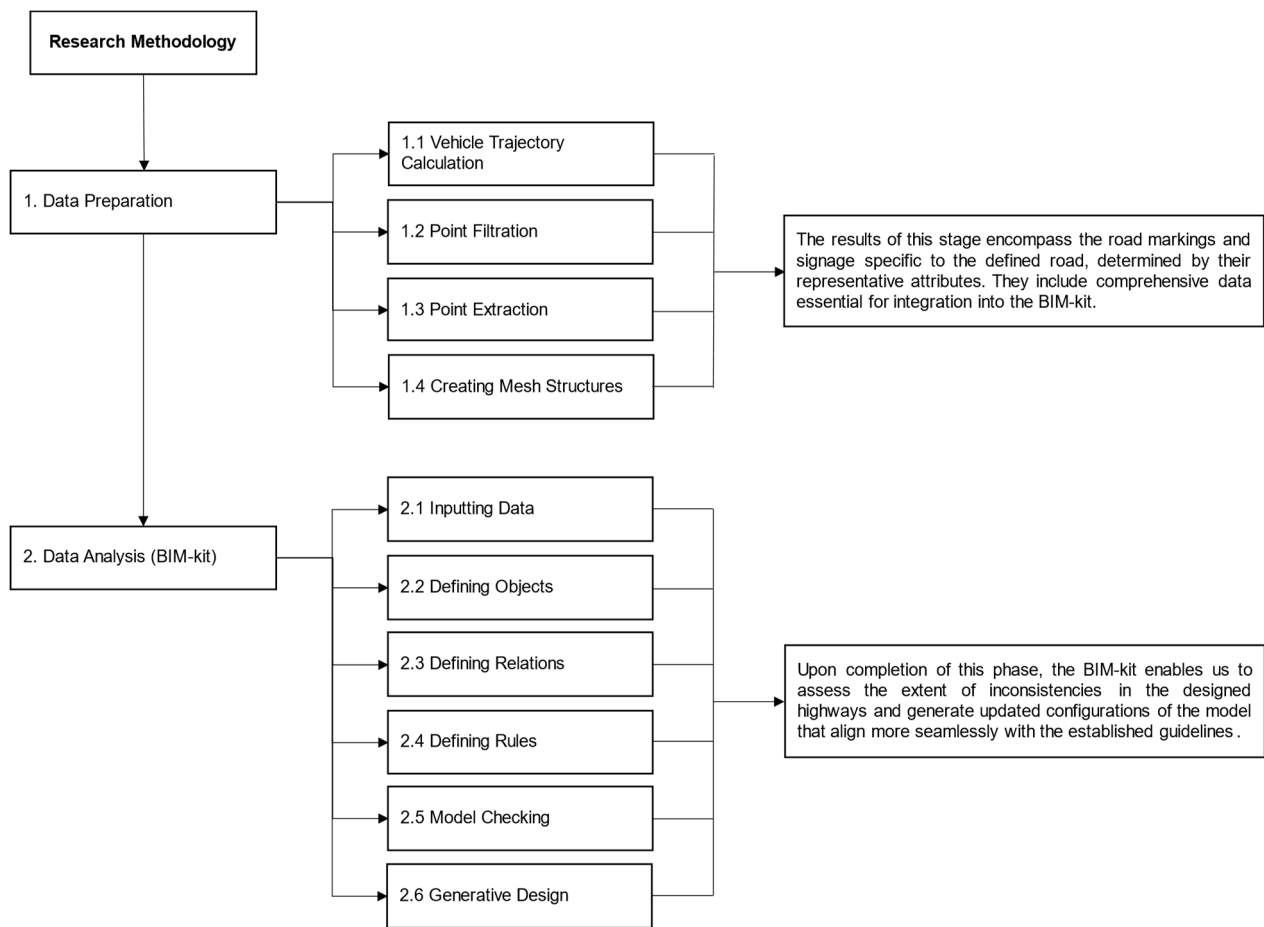 Research Methodology
1. Data Preparation
1.1 Vehicle Trajectory
Calculation
1.2 Point Filtration
1.3 Point Extraction
1.4 Creating Mesh Structures
The results of this stage encompass the road markings and
signage specific to the defined road, determined by their
representative attributes. They include comprehensive data
essential for integration into the BIM-kit.
2. Data Analysis (BIM-kit)
2.1 Inputting Data
2.2 Defining Objects
2.3 Defining Relations
2.4 Defining Rules
2.5 Model Checking
2.6 Generative Design
Upon completion of this phase, the BIM-kit enables us to
assess the extent of inconsistencies in the designed
highways and generate updated configurations of the model
that align more seamlessly with the established guidelines .